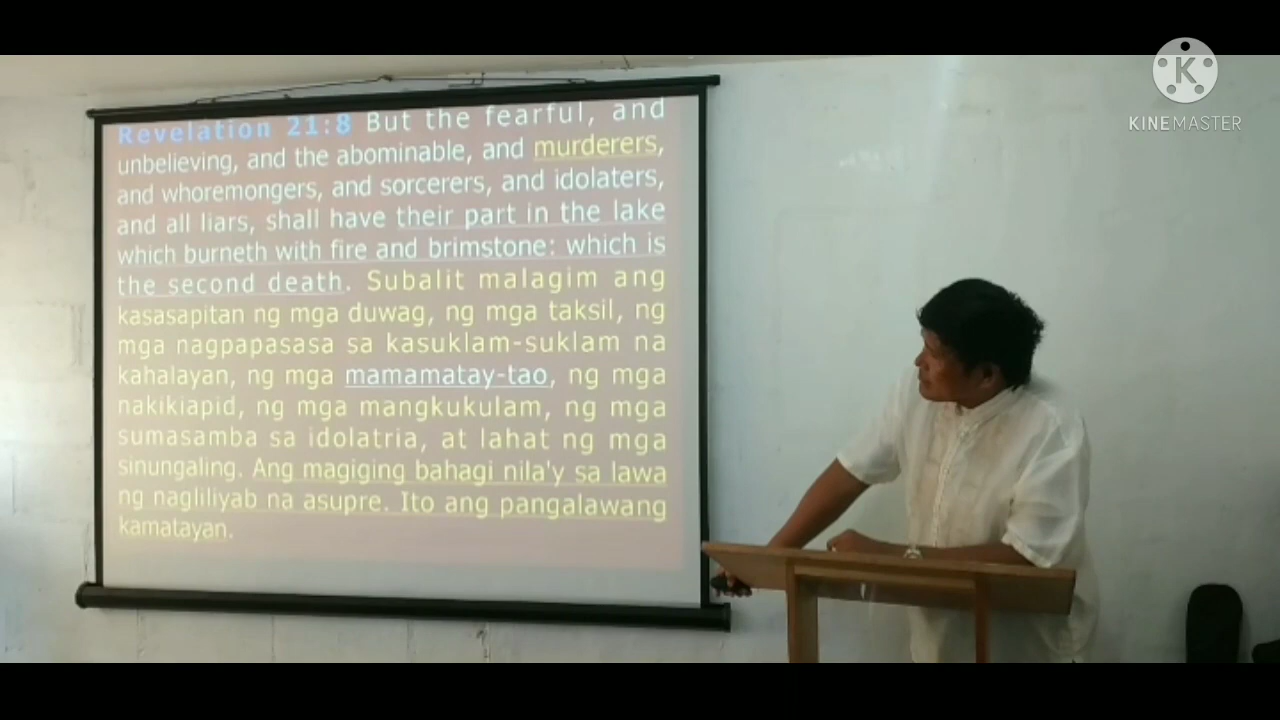 Revelation 21:8 But the fearful, and
unbelieving, and the abominable, and murderers,
and whoremongers, and sorcerers, and idolaters,
and all liars, shall have their part in the lake
which burneth with fire and brimstone: which is
the second death. Subalit malagim ang
kasasapitan ng mga duwag, ng mga taksil, ng
mga nagpapasasa sa kasuklam-suklam na
kahalayan, ng mga mamamatay-tao, ng mga
nakikiapid, ng mga mangkukulam, ng mga
sumasamba sa idolatria, at lahat ng mga
sinungaling. Ang magiging bahagi nila'y sa lawa
ng nagliliyab na asupre. Ito ang pangalawang
kamatayan.
K
KINEMASTER